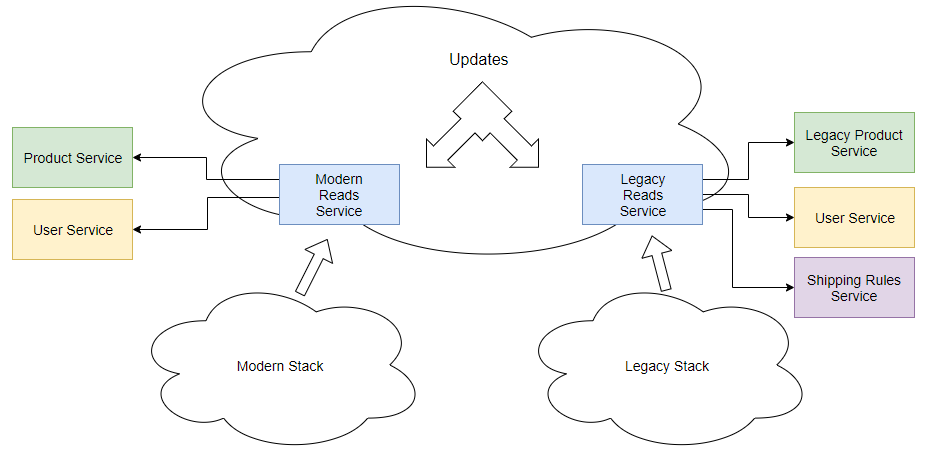 Updates
Product Service
User Service
Modern
Reads
Service
Legacy
Reads
Service
Legacy Product
Service
User Service
Shipping Rules
Service
Modern Stack
Legacy Stack